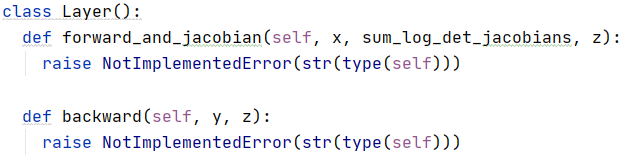 class Layer():
  def forward_and_jacobian(self, x, sum_log_det_jacobians, z):
    raise NotImplementedError(str(type(self)))

  def backward(self, y, z):
    raise NotImplementedError(str(type(self)))